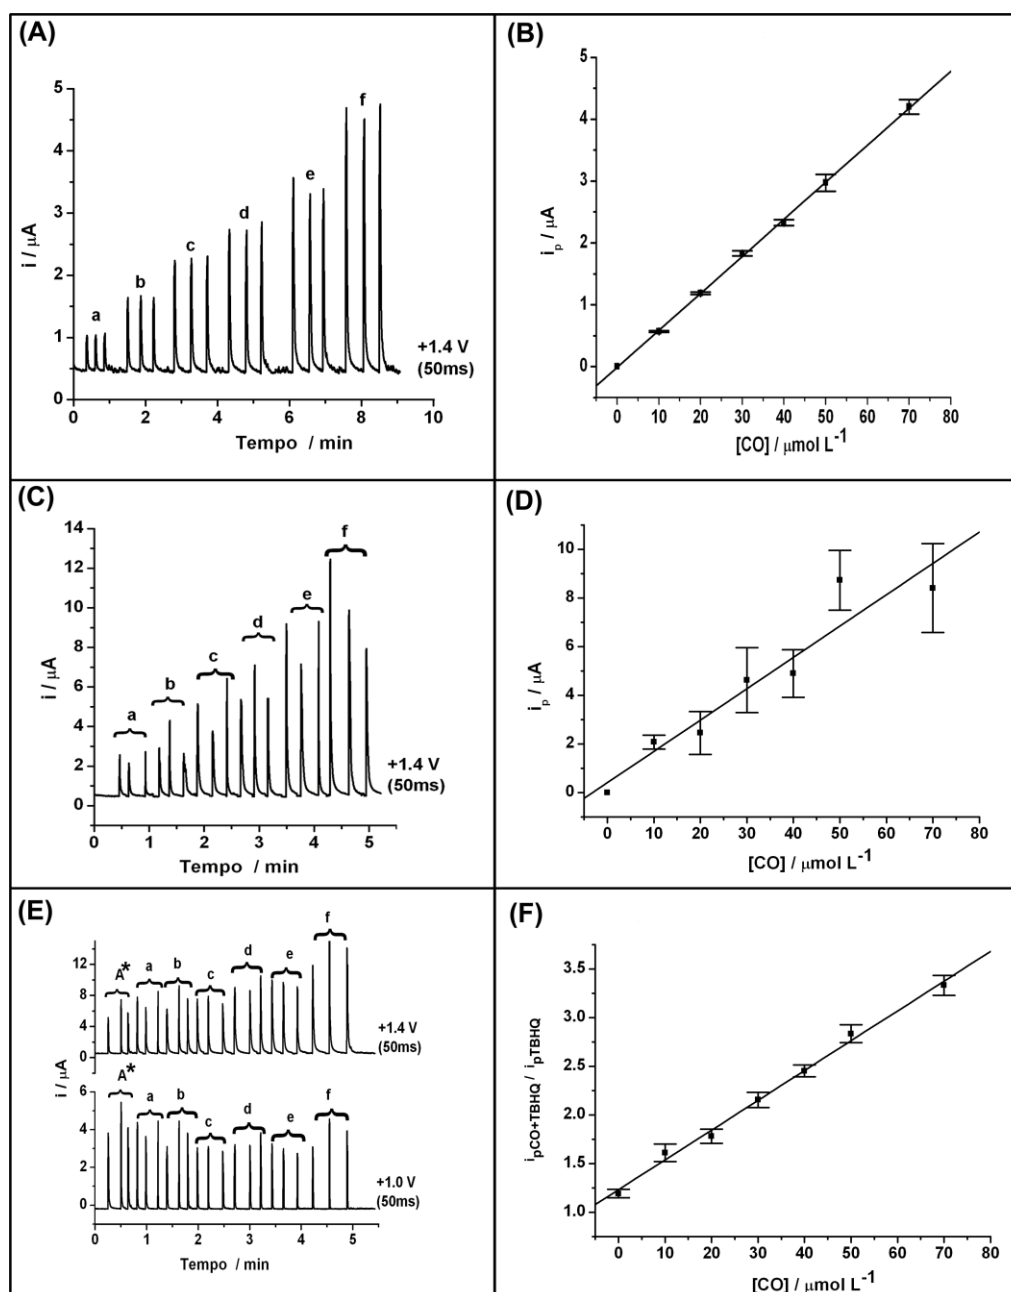 (A)
5
4
3
2
1
0
i / μA
a
b
c
d
e
f
+1.4 V
(50ms)
0 2 4 6 8 10
Tempo / min
(B)
5
4
3
2
1
0
ip / μA
0 10 20 30 40 50 60 70 80
[CO] / μmol L-1
(C)
14
12
10
8
6
4
2
0
i / μA
a
b
c
d
e
f
+1.4 V
(50ms)
0 1 2 3 4 5
Tempo / min
(D)
10
8
6
4
2
0
ip / μA
0 10 20 30 40 50 60 70 80
[CO] / μmol L-1
(E)
12
8
4
0
A* a b c d e f
+1.4 V
(50ms)
i / μA
6
4
2
0
A* a b c d e f
+1.0 V
(50ms)
0 1 2 3 4 5
Tempo / min
(F)
3.5
3.0
2.5
2.0
1.5
1.0
ipCO+TBHQ / ipTBHQ
0 10 20 30 40 50 60 70 80
[CO] / μmol L-1